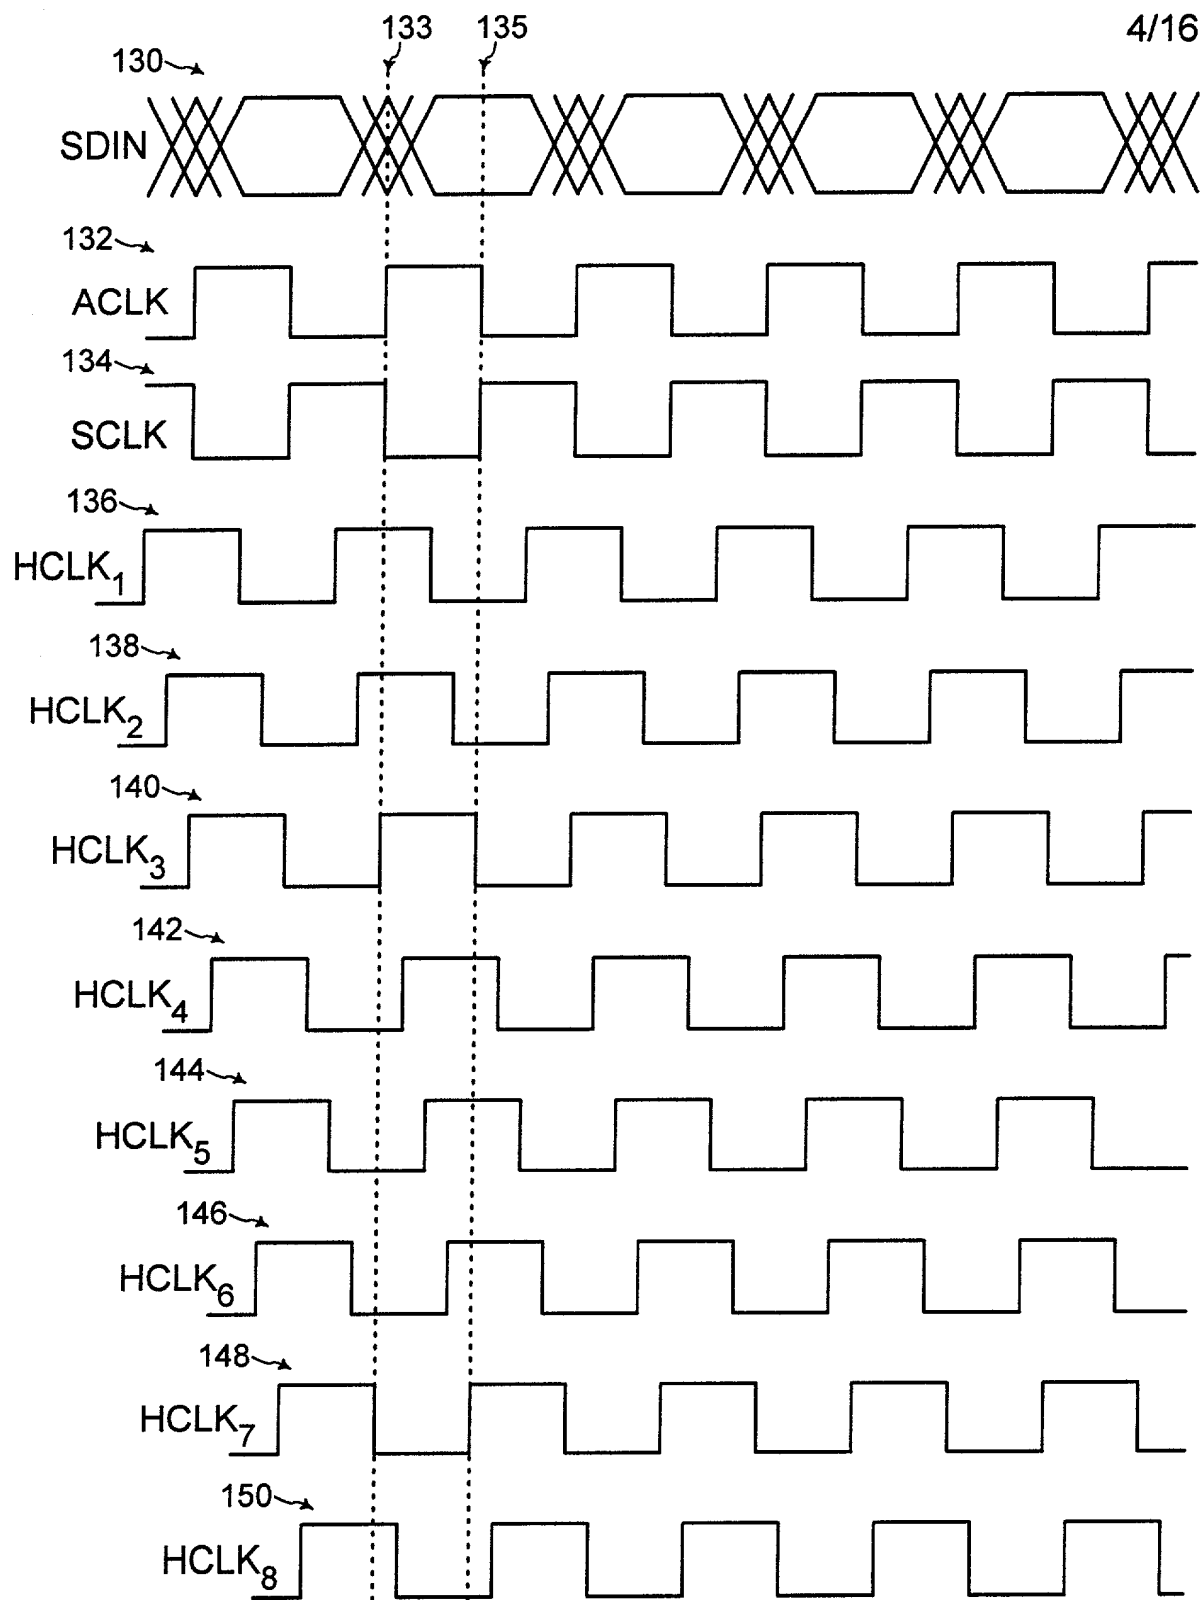 4/16
133
135
130
SDIN
132
ACLK
134
SCLK
136
HCLK1
138
HCLK2
140
HCLK3
142
HCLK4
144
HCLK5
146
HCLK6
148
HCLK7
150
HCLK8